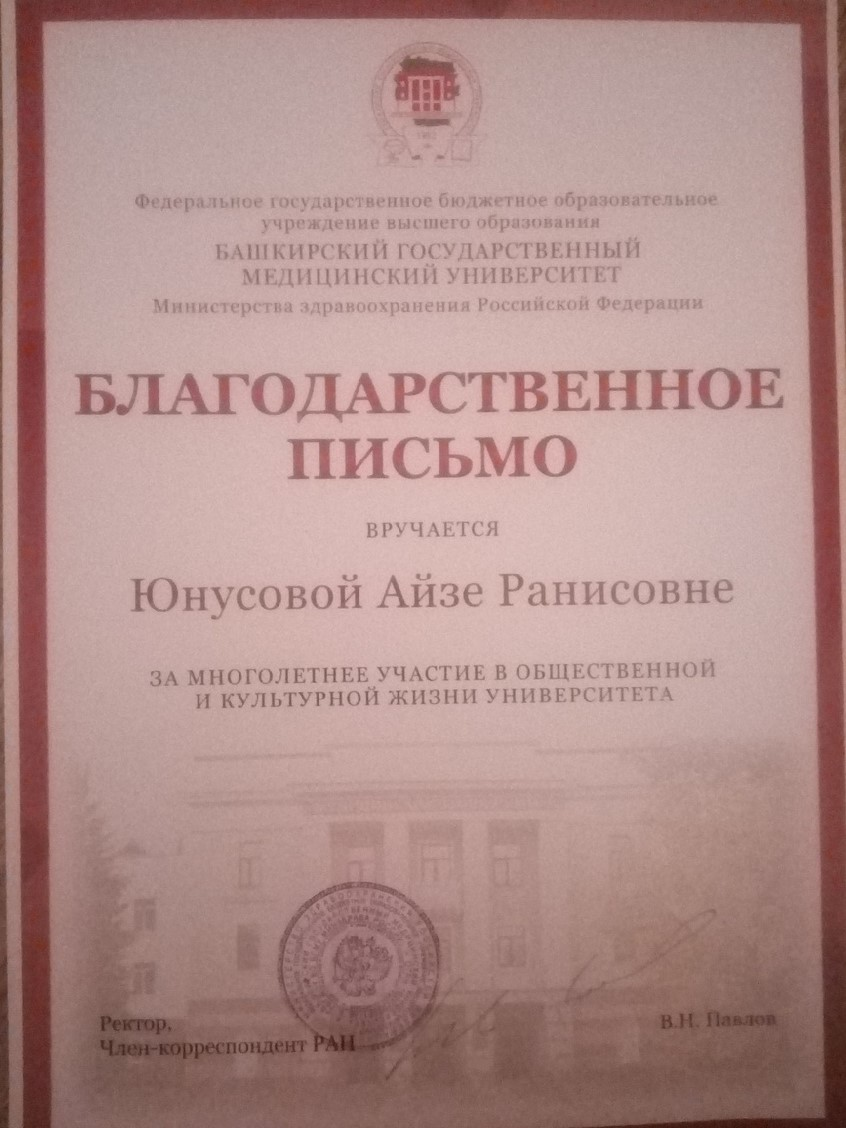 Федеральное государственное бюджетное образовательное
учреждение высшего образования
БАШКИРСКИЙ ГОСУДАРСТВЕННЫЙ
МЕДИЦИНСКИЙ УНИВЕРСИТЕТ
Министерства здравоохранения Российской Федерации
БЛАГОДАРСТВЕННОЕ
ПИСЬМО
ВРУЧАЕТСЯ
Юнусовой Айзе Ранисовне
ЗА МНОГОЛЕТНЕЕ УЧАСТИЕ В ОБЩЕСТВЕННОЙ
И КУЛЬТУРНОЙ ЖИЗНИ УНИВЕРСИТЕТА
Ректор,
Член-корреспондент РАН
В.Н. Павлов